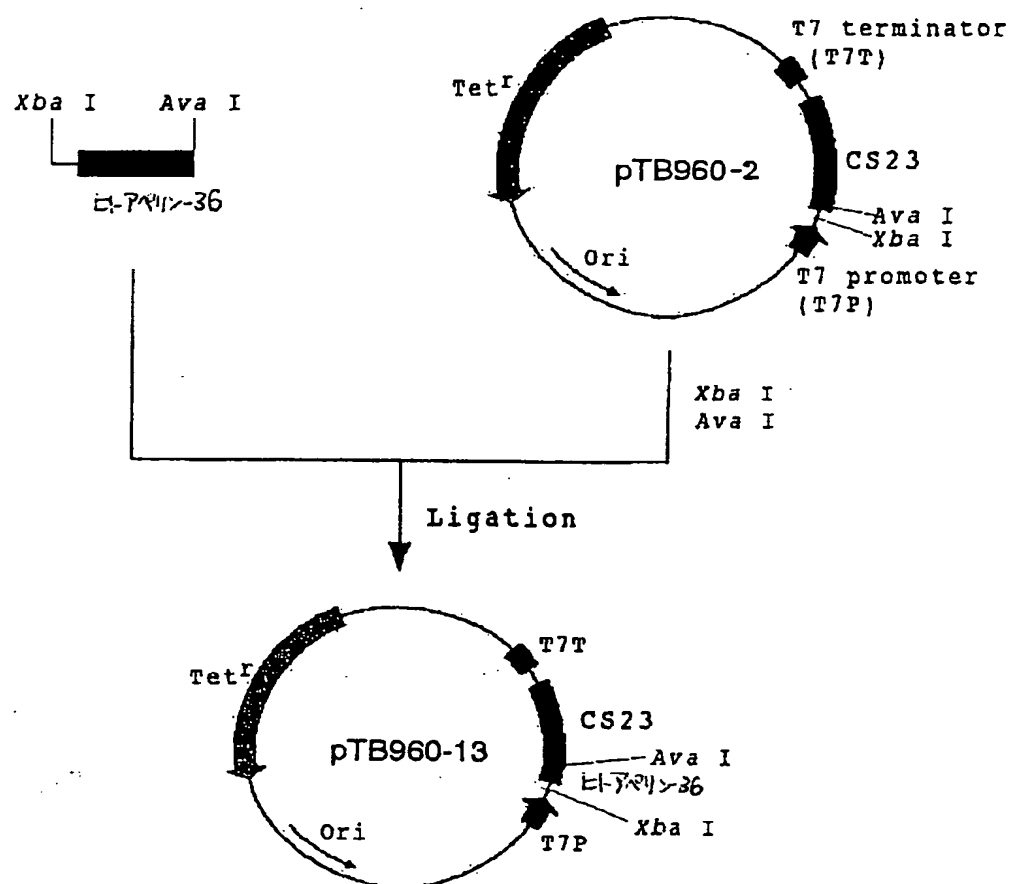 Xba I Ava I
ヒトアペリン-36
Tetr
T7 terminator
(T7T)
pTB960-2
CS23
Ava I
Xba I
Ori
T7 promoter
(T7P)
Xba I
Ava I
Ligation
Tetr
T7T
CS23
pTB960-13
Ava I
ヒトアペリン-36
Xba I
Ori
T7P